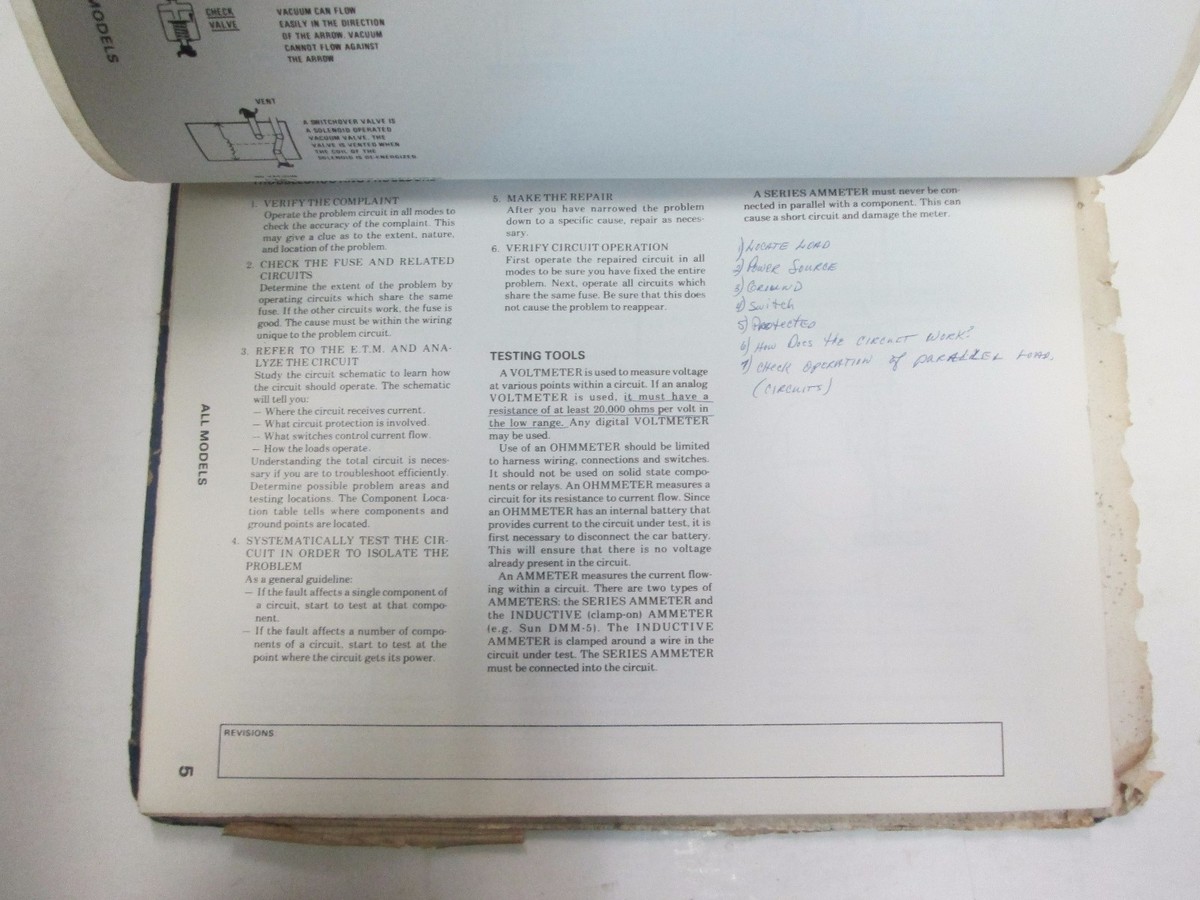 MODELS
CHECK
VALVE
VACUUM CAN FLOW
EASILY IN THE DIRECTION
OF THE ARROW. VACUUM
CANNOT FLOW AGAINST
THE ARROW
VENT
A SWITCHOVER VALVE IS
A SOLENOID OPERATED
VACUUM VALVE. THE
VALVE IS VENTED WHEN
THE COIL OF THE
SOLENOID IS DE-ENERGIZED
1. VERIFY THE COMPLAINT
Operate the problem circuit in all modes to
check the accuracy of the complaint. This
may give a clue as to the extent, nature,
and location of the problem.
2. CHECK THE FUSE AND RELATED
CIRCUITS
Determine the extent of the problem by
operating circuits which share the same
fuse. If the other circuits work, the fuse is
good. The cause must be within the wiring
unique to the problem circuit.
3. REFER TO THE E.T.M. AND ANA-
LYZE THE CIRCUIT
Study the circuit schematic to learn how
the circuit should operate. The schematic
will tell you:
— Where the circuit receives current.
— What circuit protection is involved.
— What switches control current flow.
— How the loads operate.
Understanding the total circuit is neces-
sary if you are to troubleshoot efficiently.
Determine possible problem areas and
testing locations. The Component Loca-
tion table tells where components and
ground points are located.
4. SYSTEMATICALLY TEST THE CIR-
CUIT IN ORDER TO ISOLATE THE
PROBLEM
As a general guideline:
— If the fault affects a single component of
a circuit, start to test at that compo-
nent.
— If the fault affects a number of compo-
nents of a circuit, start to test at the
point where the circuit gets its power.
5. MAKE THE REPAIR
After you have narrowed the problem
down to a specific cause, repair as neces-
sary.
6. VERIFY CIRCUIT OPERATION
First operate the repaired circuit in all
modes to be sure you have fixed the entire
problem. Next, operate all circuits which
share the same fuse. Be sure that this does
not cause the problem to reappear.
TESTING TOOLS
A VOLTMETER is used to measure voltage
at various points within a circuit. If an analog
VOLTMETER is used, it must have a
resistance of at least 20,000 ohms per volt in
the low range. Any digital VOLTMETER
may be used.
Use of an OHMMETER should be limited
to harness wiring, connections and switches.
It should not be used on solid state compo-
nents or relays. An OHMMETER measures a
circuit for its resistance to current flow. Since
an OHMMETER has an internal battery that
provides current to the circuit under test, it is
first necessary to disconnect the car battery.
This will ensure that there is no voltage
already present in the circuit.
An AMMETER measures the current flow-
ing within a circuit. There are two types of
AMMETERS: the SERIES AMMETER and
the INDUCTIVE (clamp-on) AMMETER
(e.g. Sun DMM-5). The INDUCTIVE
AMMETER is clamped around a wire in the
circuit under test. The SERIES AMMETER
must be connected into the circuit.
A SERIES AMMETER must never be con-
nected in parallel with a component. This can
cause a short circuit and damage the meter.
1) LOCATE LOAD
2) POWER SOURCE
3) GROUND
4) Switch
5) PROTECTED
6) How Does the CIRCUIT WORK?
7) CHECK OPERATION of PARALLEL LOAD.
(CIRCUITS)
ALL MODELS
REVISIONS:
5